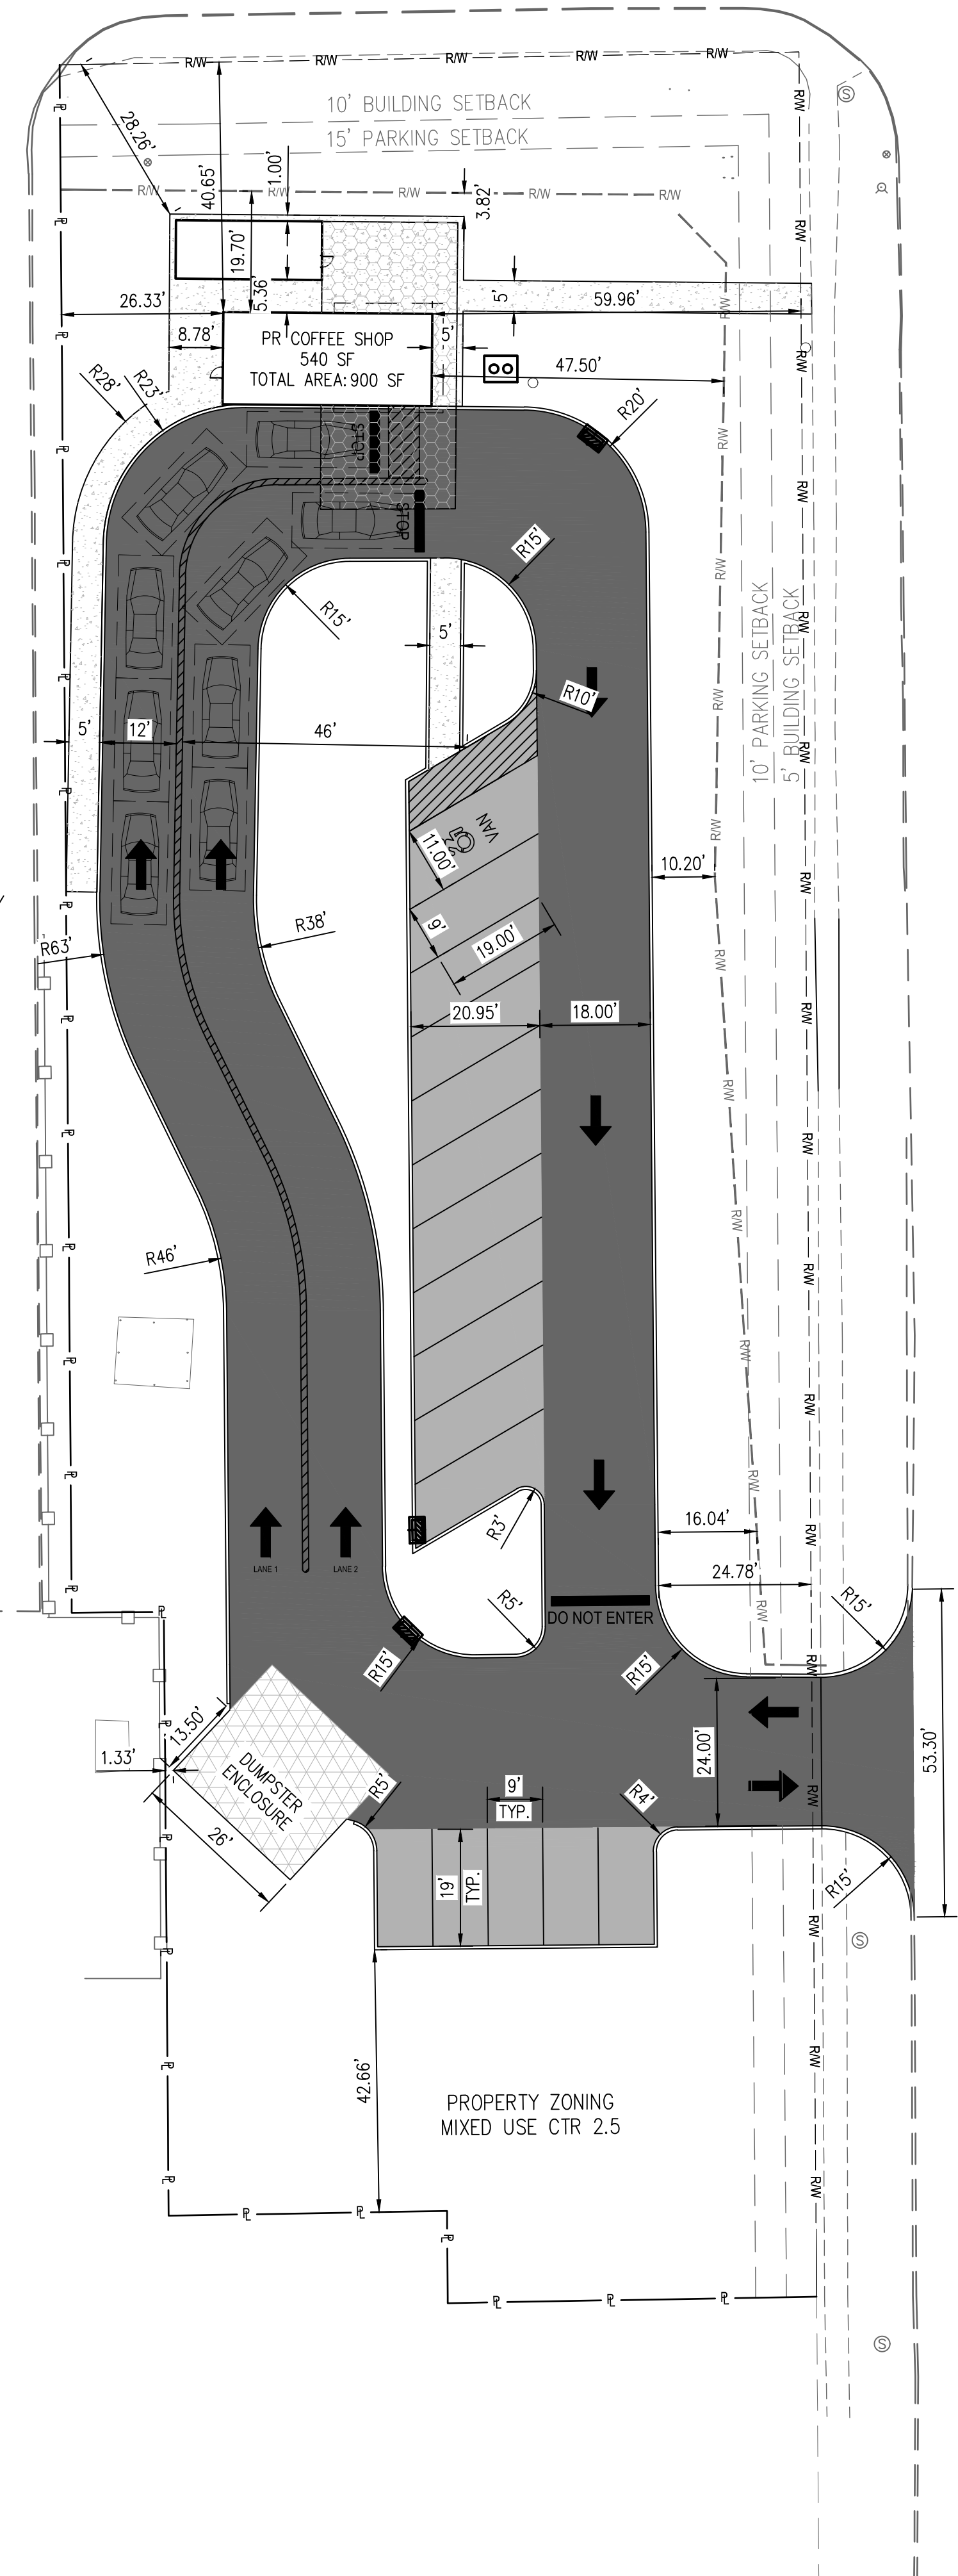 R/W R/W R/W R/W R/W
R/W
10' BUILDING SETBACK
15' PARKING SETBACK
28.26'
40.65'
1.00'
3.82'
R/W R/W R/W R/W R/W
19.70'
5.36'
26.33'
5'
59.96'
8.78'
PR COFFEE SHOP
540 SF
TOTAL AREA: 900 SF
5'
47.50'
R28'
R23'
R20'
STOP
STOP
R15'
R15'
5'
R10'
10' PARKING SETBACK
5' BUILDING SETBACK
5'
12'
46'
VAN
11.00'
9'
19.00'
10.20'
R38'
R63'
20.95'
18.00'
R46'
LANE 1
LANE 2
R3'
16.04'
24.78'
R5'
DO NOT ENTER
R15'
R15'
R15'
13.50'
1.33'
DUMPSTER
ENCLOSURE
26'
R5'
9'
TYP.
R4'
24.00'
53.30'
19'
TYP.
R15'
42.66'
PROPERTY ZONING
MIXED USE CTR 2.5
S
S
S